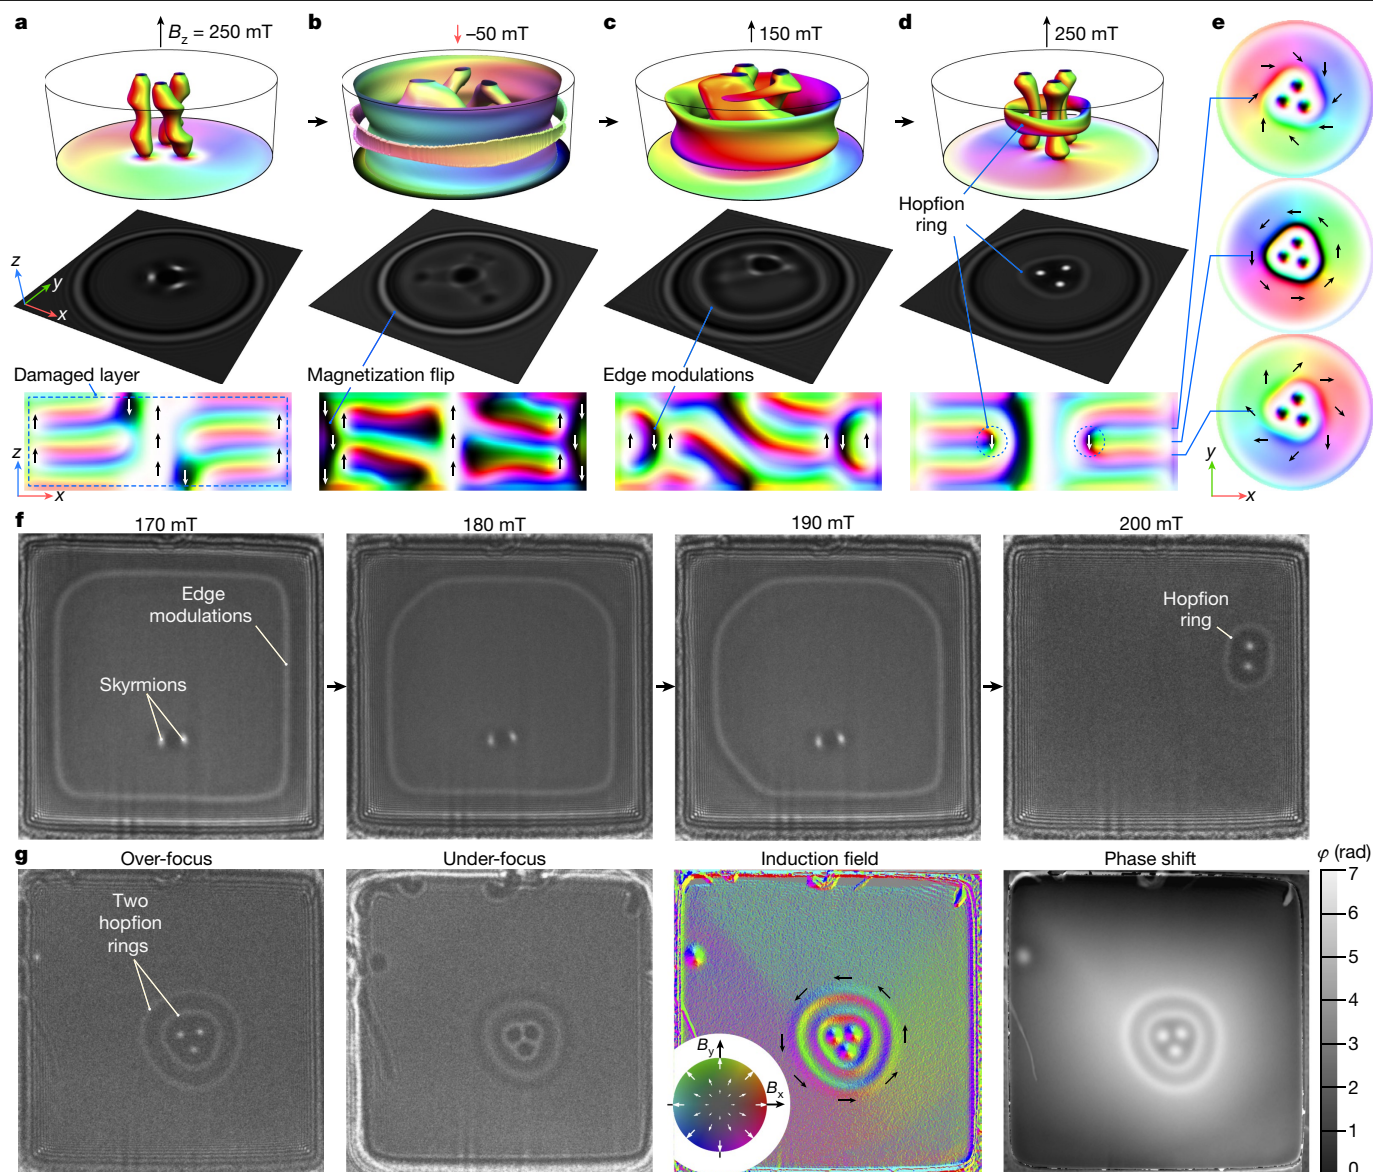 a
B_z = 250 mT
b
–50 mT
c
150 mT
d
250 mT
e
Hopfion
ring
z
y
x
Damaged layer
Magnetization flip
Edge modulations
z
x
y
x
f
170 mT
180 mT
190 mT
200 mT
Edge
modulations
Skyrmions
Hopfion
ring
g
Over-focus
Under-focus
Induction field
Phase shift
φ (rad)
Two
hopfion
rings
B_y
B_x
7
6
5
4
3
2
1
0